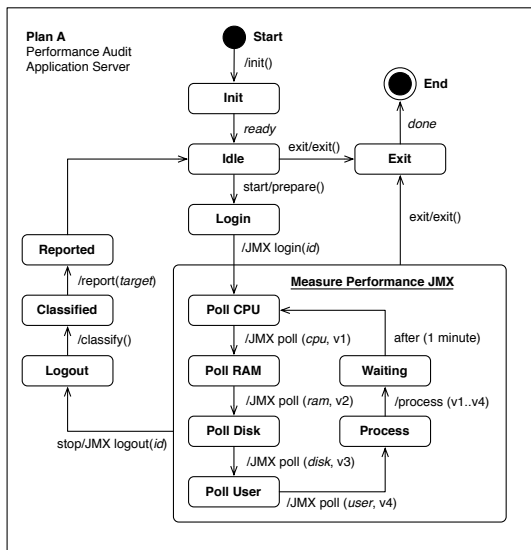 Plan A
Performance Audit
Application Server
Start
/init()
Init
ready
End
done
Idle
exit/exit()
Exit
start/prepare()
Login
exit/exit()
/JMX login(id)
Reported
/report(target)
Classified
/classify()
Logout
stop/JMX logout(id)
Measure Performance JMX
Poll CPU
/JMX poll (cpu, v1)
after (1 minute)
Poll RAM
Waiting
/JMX poll (ram, v2)
/process (v1..v4)
Poll Disk
Process
/JMX poll (disk, v3)
Poll User
/JMX poll (user, v4)